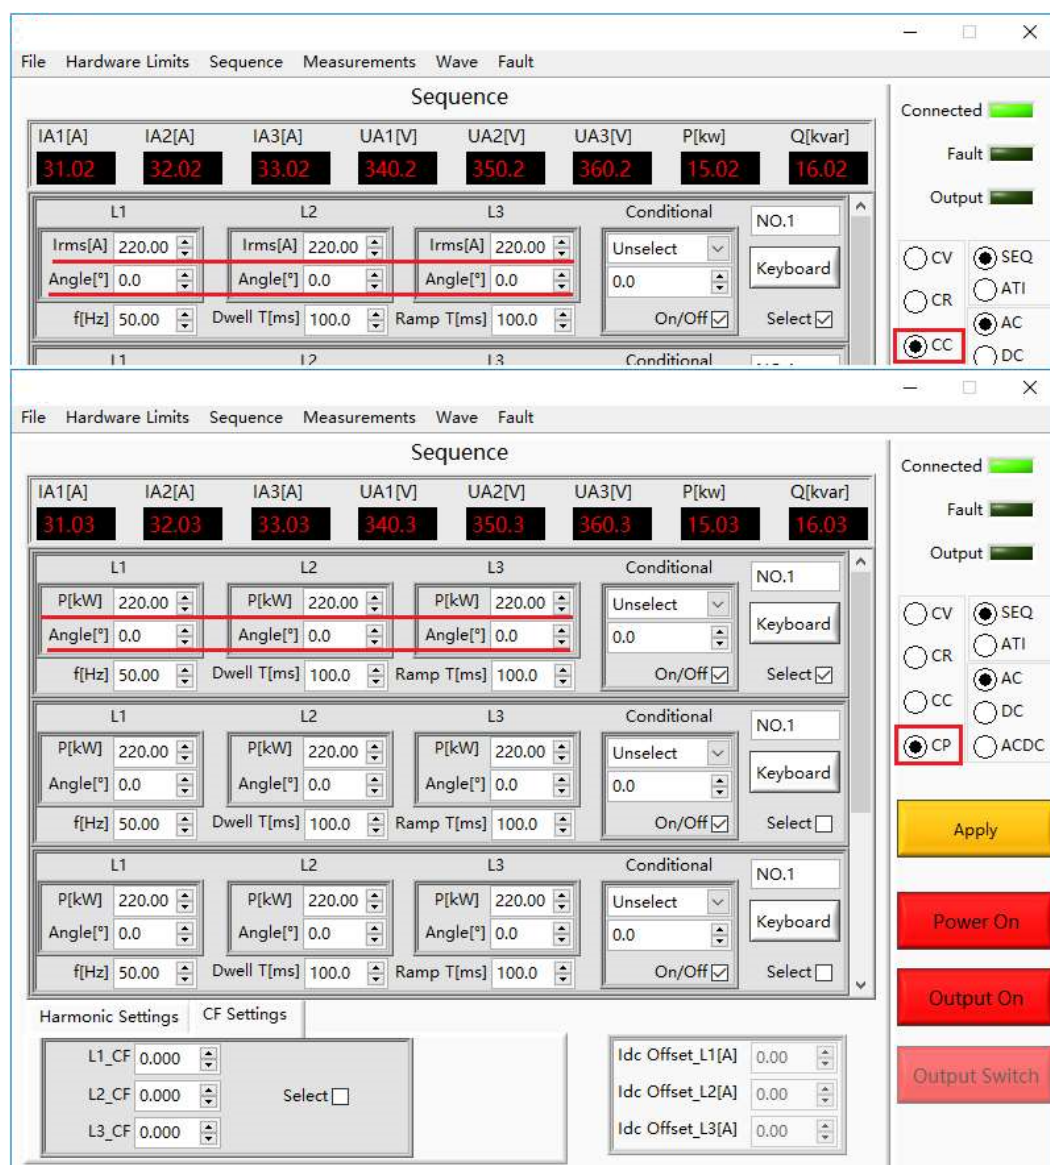 File Hardware Limits Sequence Measurements Wave Fault
Sequence
IA1[A] IA2[A] IA3[A] UA1[V] UA2[V] UA3[V] P[kw] Q[kvar]
31.02 32.02 33.02 340.2 350.2 360.2 15.02 16.02
L1 L2 L3 Conditional NO.1
Irms[A] 220.00 Irms[A] 220.00 Irms[A] 220.00 Unselect
Keyboard
Angle[°] 0.0 Angle[°] 0.0 Angle[°] 0.0 0.0
f[Hz] 50.00 Dwell T[ms] 100.0 Ramp T[ms] 100.0 On/Off Select
L1 L2 L3 Conditional
Connected
Fault
Output
CV SEQ
ATI
CR
AC
CC
DC
File Hardware Limits Sequence Measurements Wave Fault
Sequence
IA1[A] IA2[A] IA3[A] UA1[V] UA2[V] UA3[V] P[kw] Q[kvar]
31.03 32.03 33.03 340.3 350.3 360.3 15.03 16.03
L1 L2 L3 Conditional NO.1
P[kW] 220.00 P[kW] 220.00 P[kW] 220.00 Unselect
Keyboard
Angle[°] 0.0 Angle[°] 0.0 Angle[°] 0.0 0.0
f[Hz] 50.00 Dwell T[ms] 100.0 Ramp T[ms] 100.0 On/Off Select
L1 L2 L3 Conditional NO.1
P[kW] 220.00 P[kW] 220.00 P[kW] 220.00 Unselect
Keyboard
Angle[°] 0.0 Angle[°] 0.0 Angle[°] 0.0 0.0
f[Hz] 50.00 Dwell T[ms] 100.0 Ramp T[ms] 100.0 On/Off Select
L1 L2 L3 Conditional NO.1
P[kW] 220.00 P[kW] 220.00 P[kW] 220.00 Unselect
Keyboard
Angle[°] 0.0 Angle[°] 0.0 Angle[°] 0.0 0.0
f[Hz] 50.00 Dwell T[ms] 100.0 Ramp T[ms] 100.0 On/Off Select
Harmonic Settings CF Settings
L1_CF 0.000
L2_CF 0.000 Select
L3_CF 0.000
Idc Offset_L1[A] 0.00
Idc Offset_L2[A] 0.00
Idc Offset_L3[A] 0.00
Connected
Fault
Output
CV SEQ
ATI
CR
AC
CC
DC
CP ACDC
Apply
Power On
Output On
Output Switch